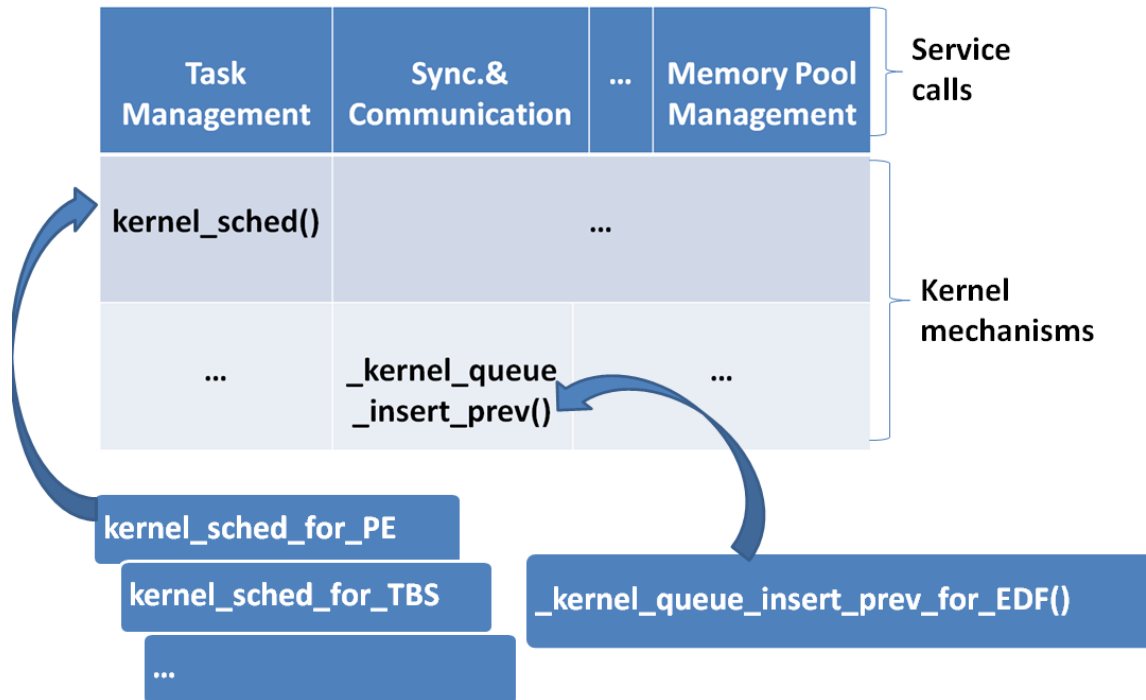 Task
Management
Sync.&
Communication
...
Memory Pool
Management
Service
calls
kernel_sched()
...
Kernel
mechanisms
...
_kernel_queue
_insert_prev()
...
kernel_sched_for_PE
kernel_sched_for_TBS
...
_kernel_queue_insert_prev_for_EDF()